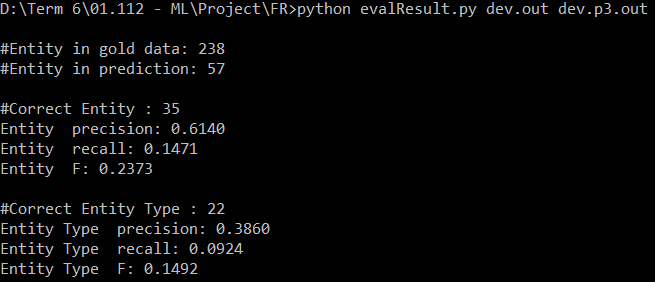 D:\Term 6\01.112 - ML\Project\FR>python evalResult.py dev.out dev.p3.out
#Entity in gold data: 238
#Entity in prediction: 57
#Correct Entity : 35
Entity  precision: 0.6140
Entity  recall: 0.1471
Entity  F: 0.2373
#Correct Entity Type : 22
Entity Type  precision: 0.3860
Entity Type  recall: 0.0924
Entity Type  F: 0.1492